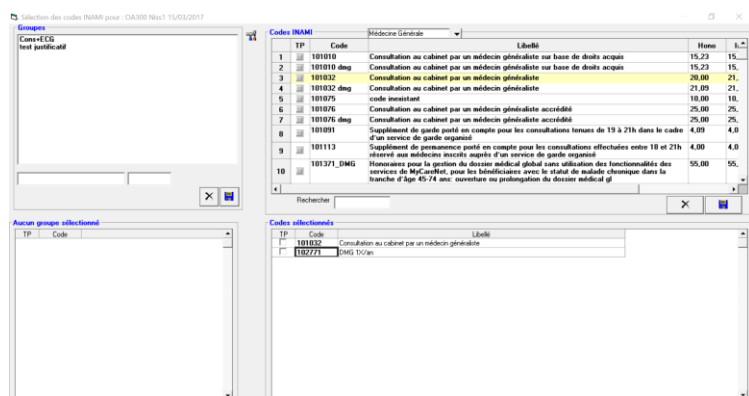 Sélection des codes INAMI pour : OA300 Niss1 15/03/2017
Groupes
Cons+ECG
test justificatif
Codes INAMI
Médecine Générale
TP Code Libellé Hono
1 101010 Consultation au cabinet par un médecin généraliste sur base de droits acquis 15,23 15,
2 101010 dmg Consultation au cabinet par un médecin généraliste sur base de droits acquis 15,23 15,
3 101032 Consultation au cabinet par un médecin généraliste 20,00 21,
4 101032 dmg Consultation au cabinet par un médecin généraliste 21,09 21,
5 101075 code inexistant 10,00 10,
6 101076 Consultation au cabinet par un médecin généraliste accrédité 25,00 25,
7 101076 dmg Consultation au cabinet par un médecin généraliste accrédité 25,00 25,
8 101091 Supplément de garde porté en compte pour les consultations tenues de 19 à 21h dans le cadre 4,09 4,0
d'un service de garde organisé
9 101113 Supplément de permanence porté en compte pour les consultations effectuées entre 18 et 21h 4,00 4,0
réservé aux médecins inscrits auprès d'un service de garde organisé
10 101371_DMG Honoraires pour la gestion du dossier médical global sans utilisation des fonctionnalités des 55,00 55,
services de MyCareNet, pour les bénéficiaires avec le statut de malade chronique dans la
tranche d'âge 45-74 ans: ouverture ou prolongation du dossier médical gl
Rechercher
Aucun groupe sélectionné
TP Code
Codes sélectionnés
TP Code Libellé
101032 Consultation au cabinet par un médecin généraliste
102771 DMG 1X/an